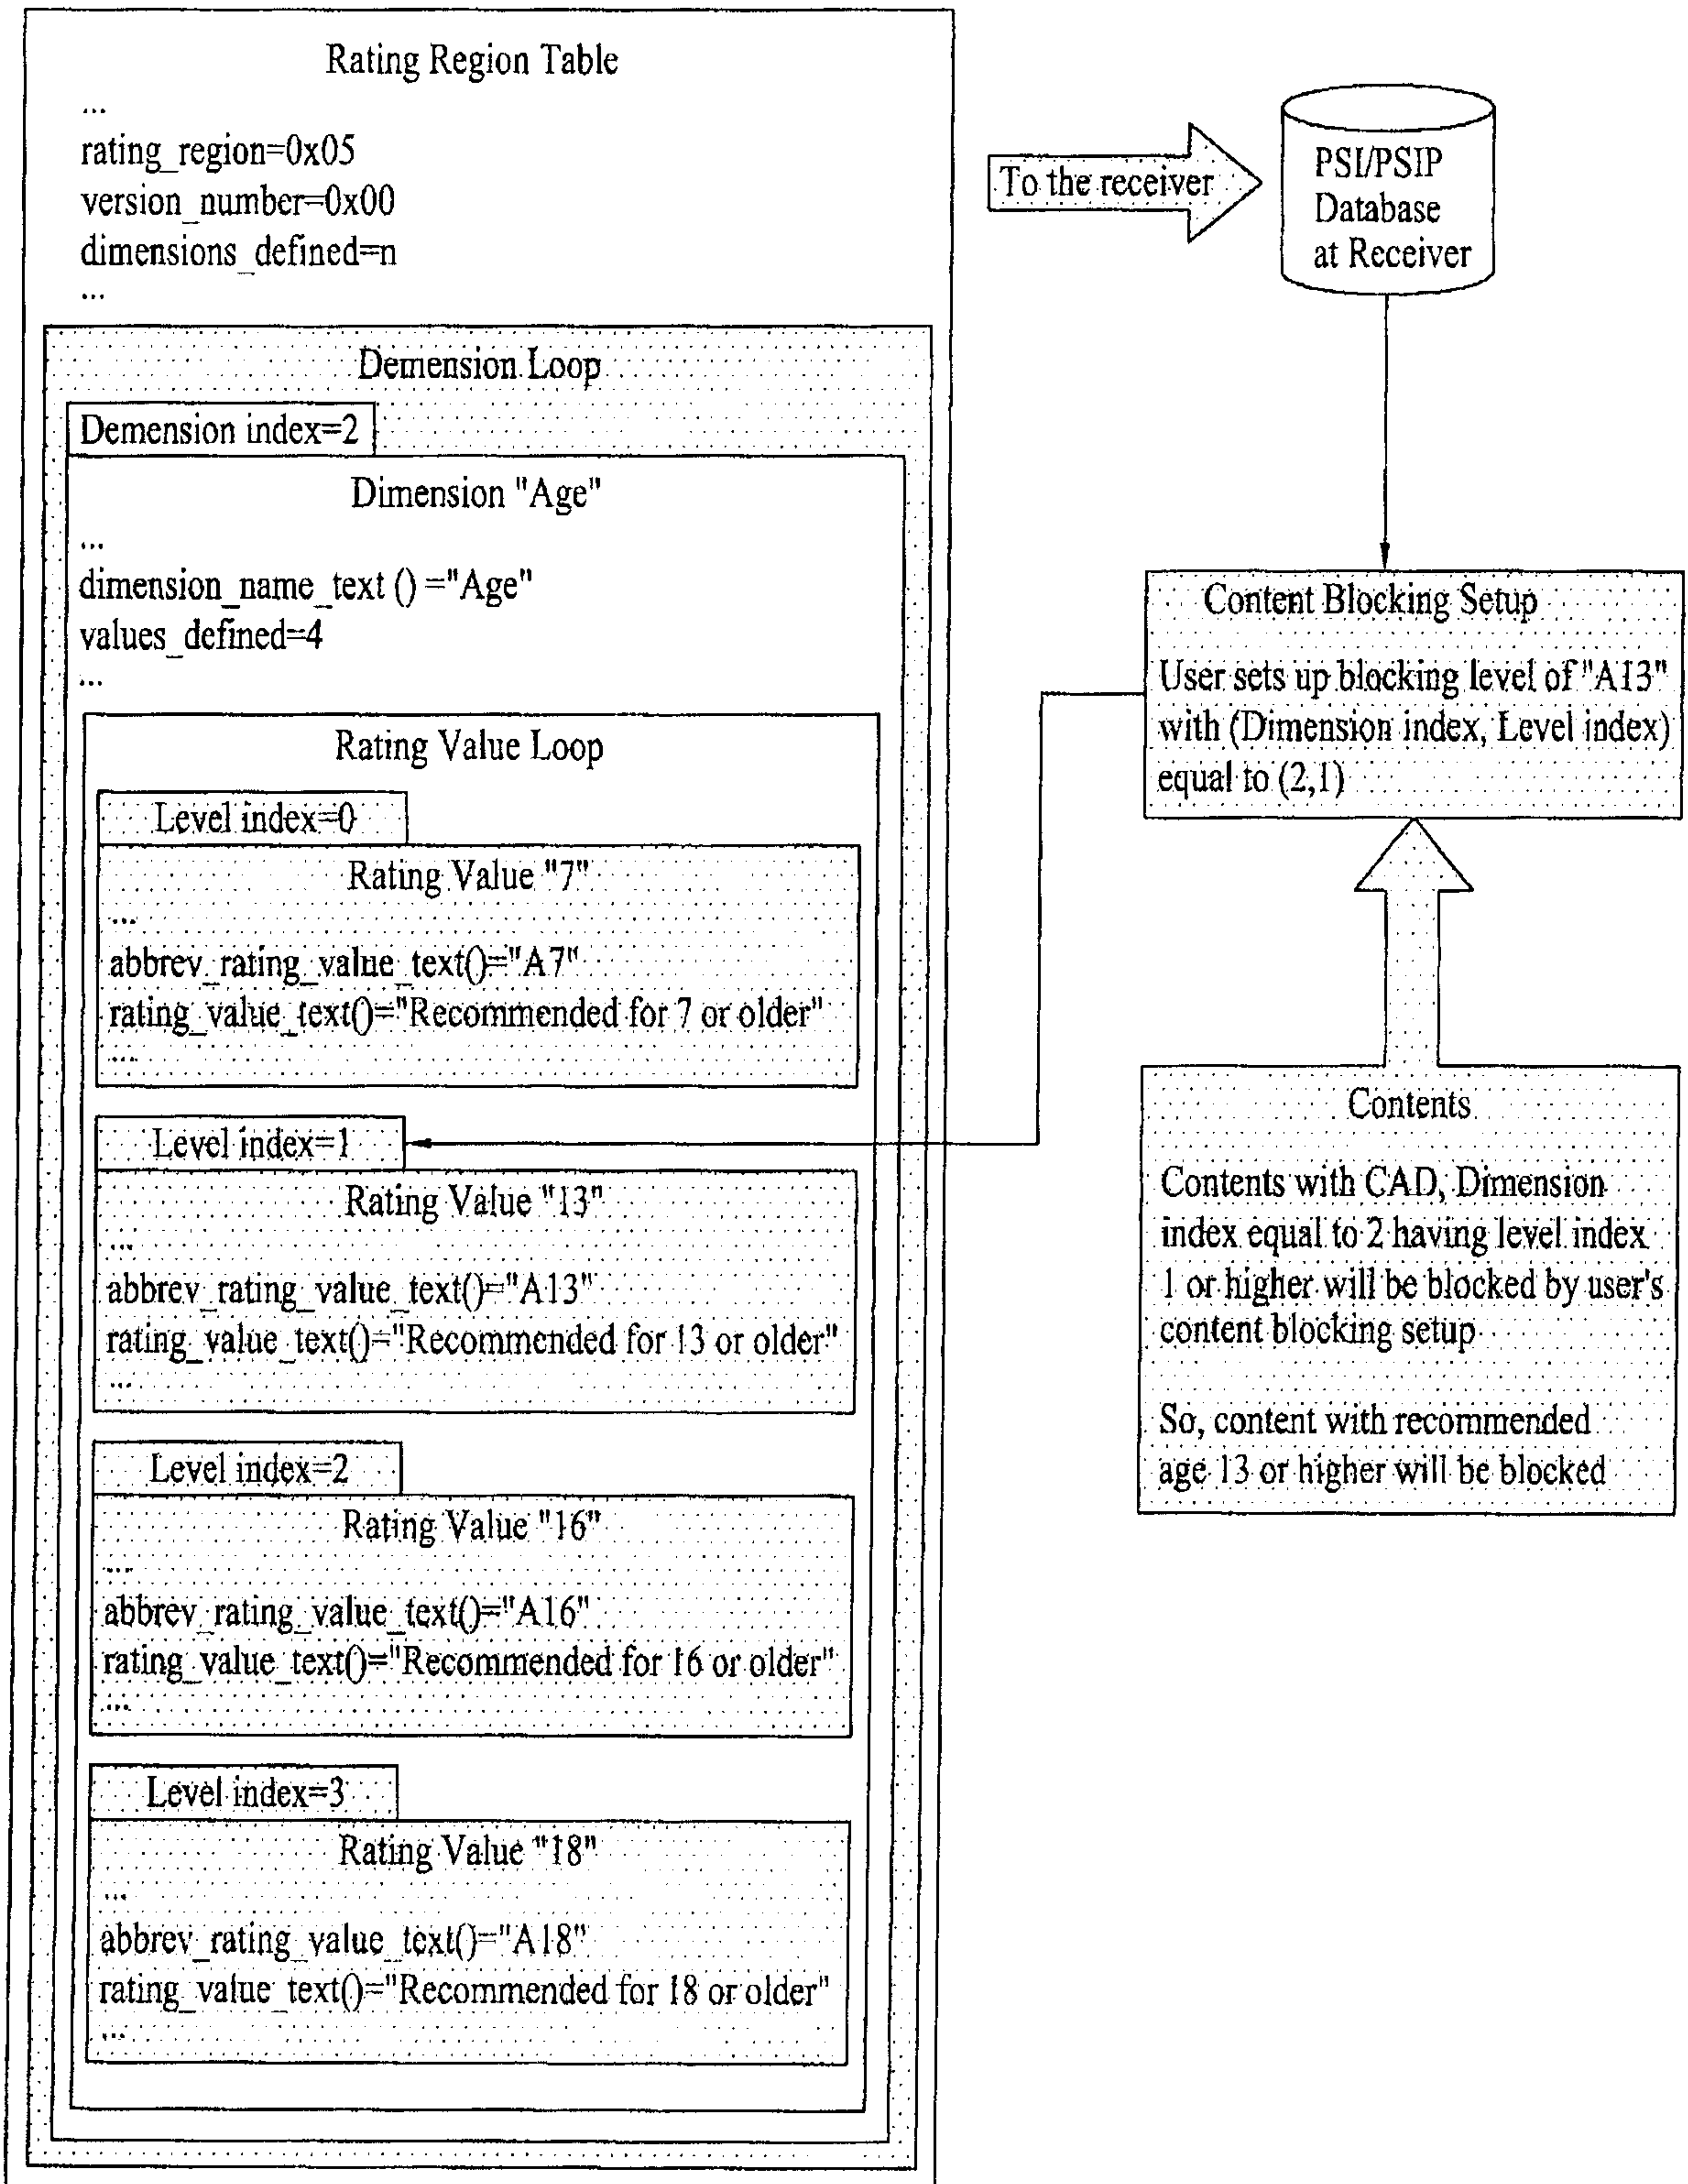 Rating Region Table
...
rating_region=0x05
version_number=0x00
dimensions_defined=n
...
Demension Loop
Demension index=2
Dimension "Age"
...
dimension_name_text () ="Age"
values_defined=4
...
Rating Value Loop
Level index=0
Rating Value "7"
...
abbrev_rating_value_text()="A7"
rating_value_text()="Recommended for 7 or older"
...
Level index=1
Rating Value "13"
...
abbrev_rating_value_text()="A13"
rating_value_text()="Recommended for 13 or older"
...
Level index=2
Rating Value "16"
...
abbrev_rating_value_text()="A16"
rating_value_text()="Recommended for 16 or older"
...
Level index=3
Rating Value "18"
...
abbrev_rating_value_text()="A18"
rating_value_text()="Recommended for 18 or older"
...
To the receiver
PSI/PSIP
Database
at Receiver
Content Blocking Setup
User sets up blocking level of "A13"
with (Dimension index, Level index)
equal to (2,1)
Contents
Contents with CAD, Dimension
index equal to 2 having level index
1 or higher will be blocked by user's
content blocking setup
So, content with recommended
age 13 or higher will be blocked